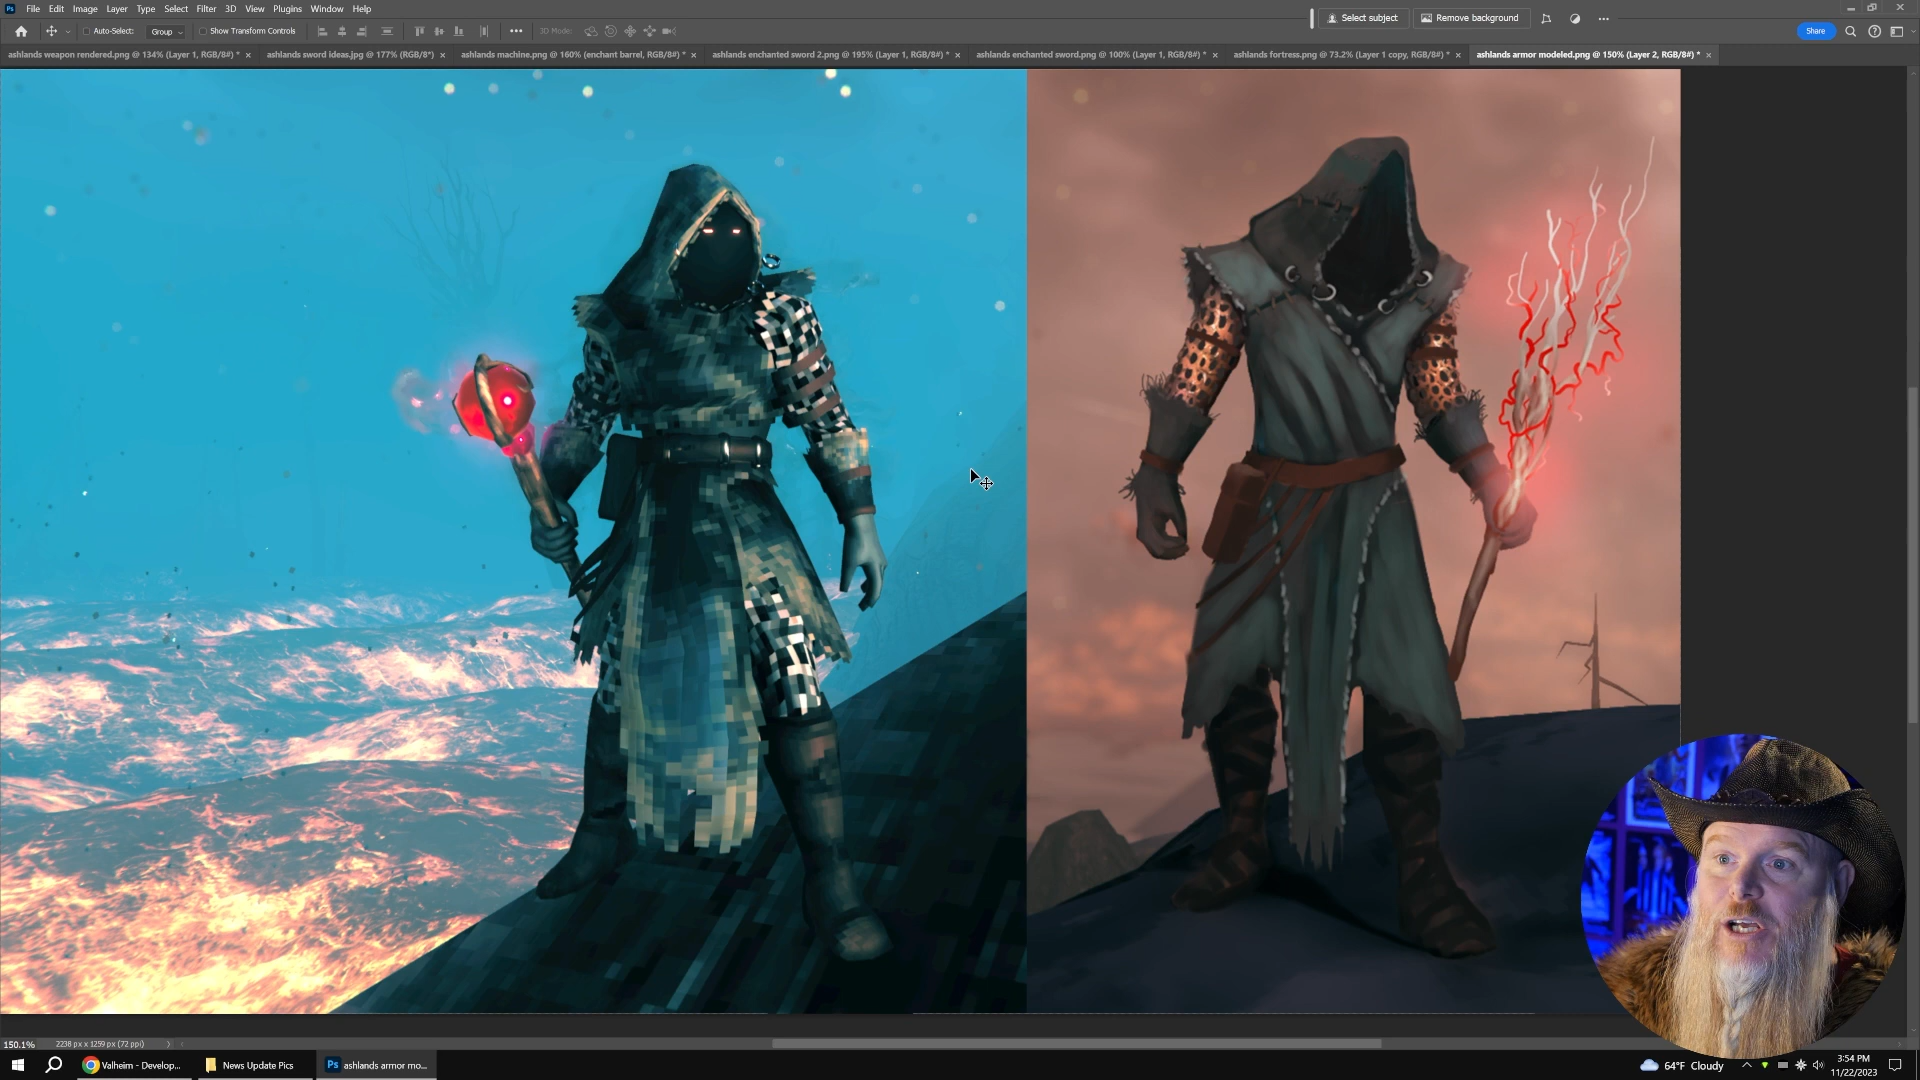 Ps File Edit Image Layer Type Select Filter 3D View Plugins Window Help
Select subject Remove background
Auto-Select: Group Show Transform Controls 3D Mode: Share
ashlands weapon rendered.png @ 134% (Layer 1, RGB/8#) * × ashlands sword ideas.jpg @ 177% (RGB/8*) × ashlands machine.png @ 160% (enchant barrel, RGB/8#) * × ashlands enchanted sword 2.png @ 195% (Layer 1, RGB/8#) * × ashlands enchanted sword.png @ 100% (Layer 1, RGB/8#) * × ashlands fortress.png @ 73.2% (Layer 1 copy, RGB/8#) * × ashlands armor modeled.png @ 150% (Layer 2, RGB/8#) * ×
150.1% 2238 px x 1259 px (72 ppi)
Valheim - Develop... News Update Pics Ps ashlands armor mo... 64°F Cloudy
3:54 PM
11/22/2023